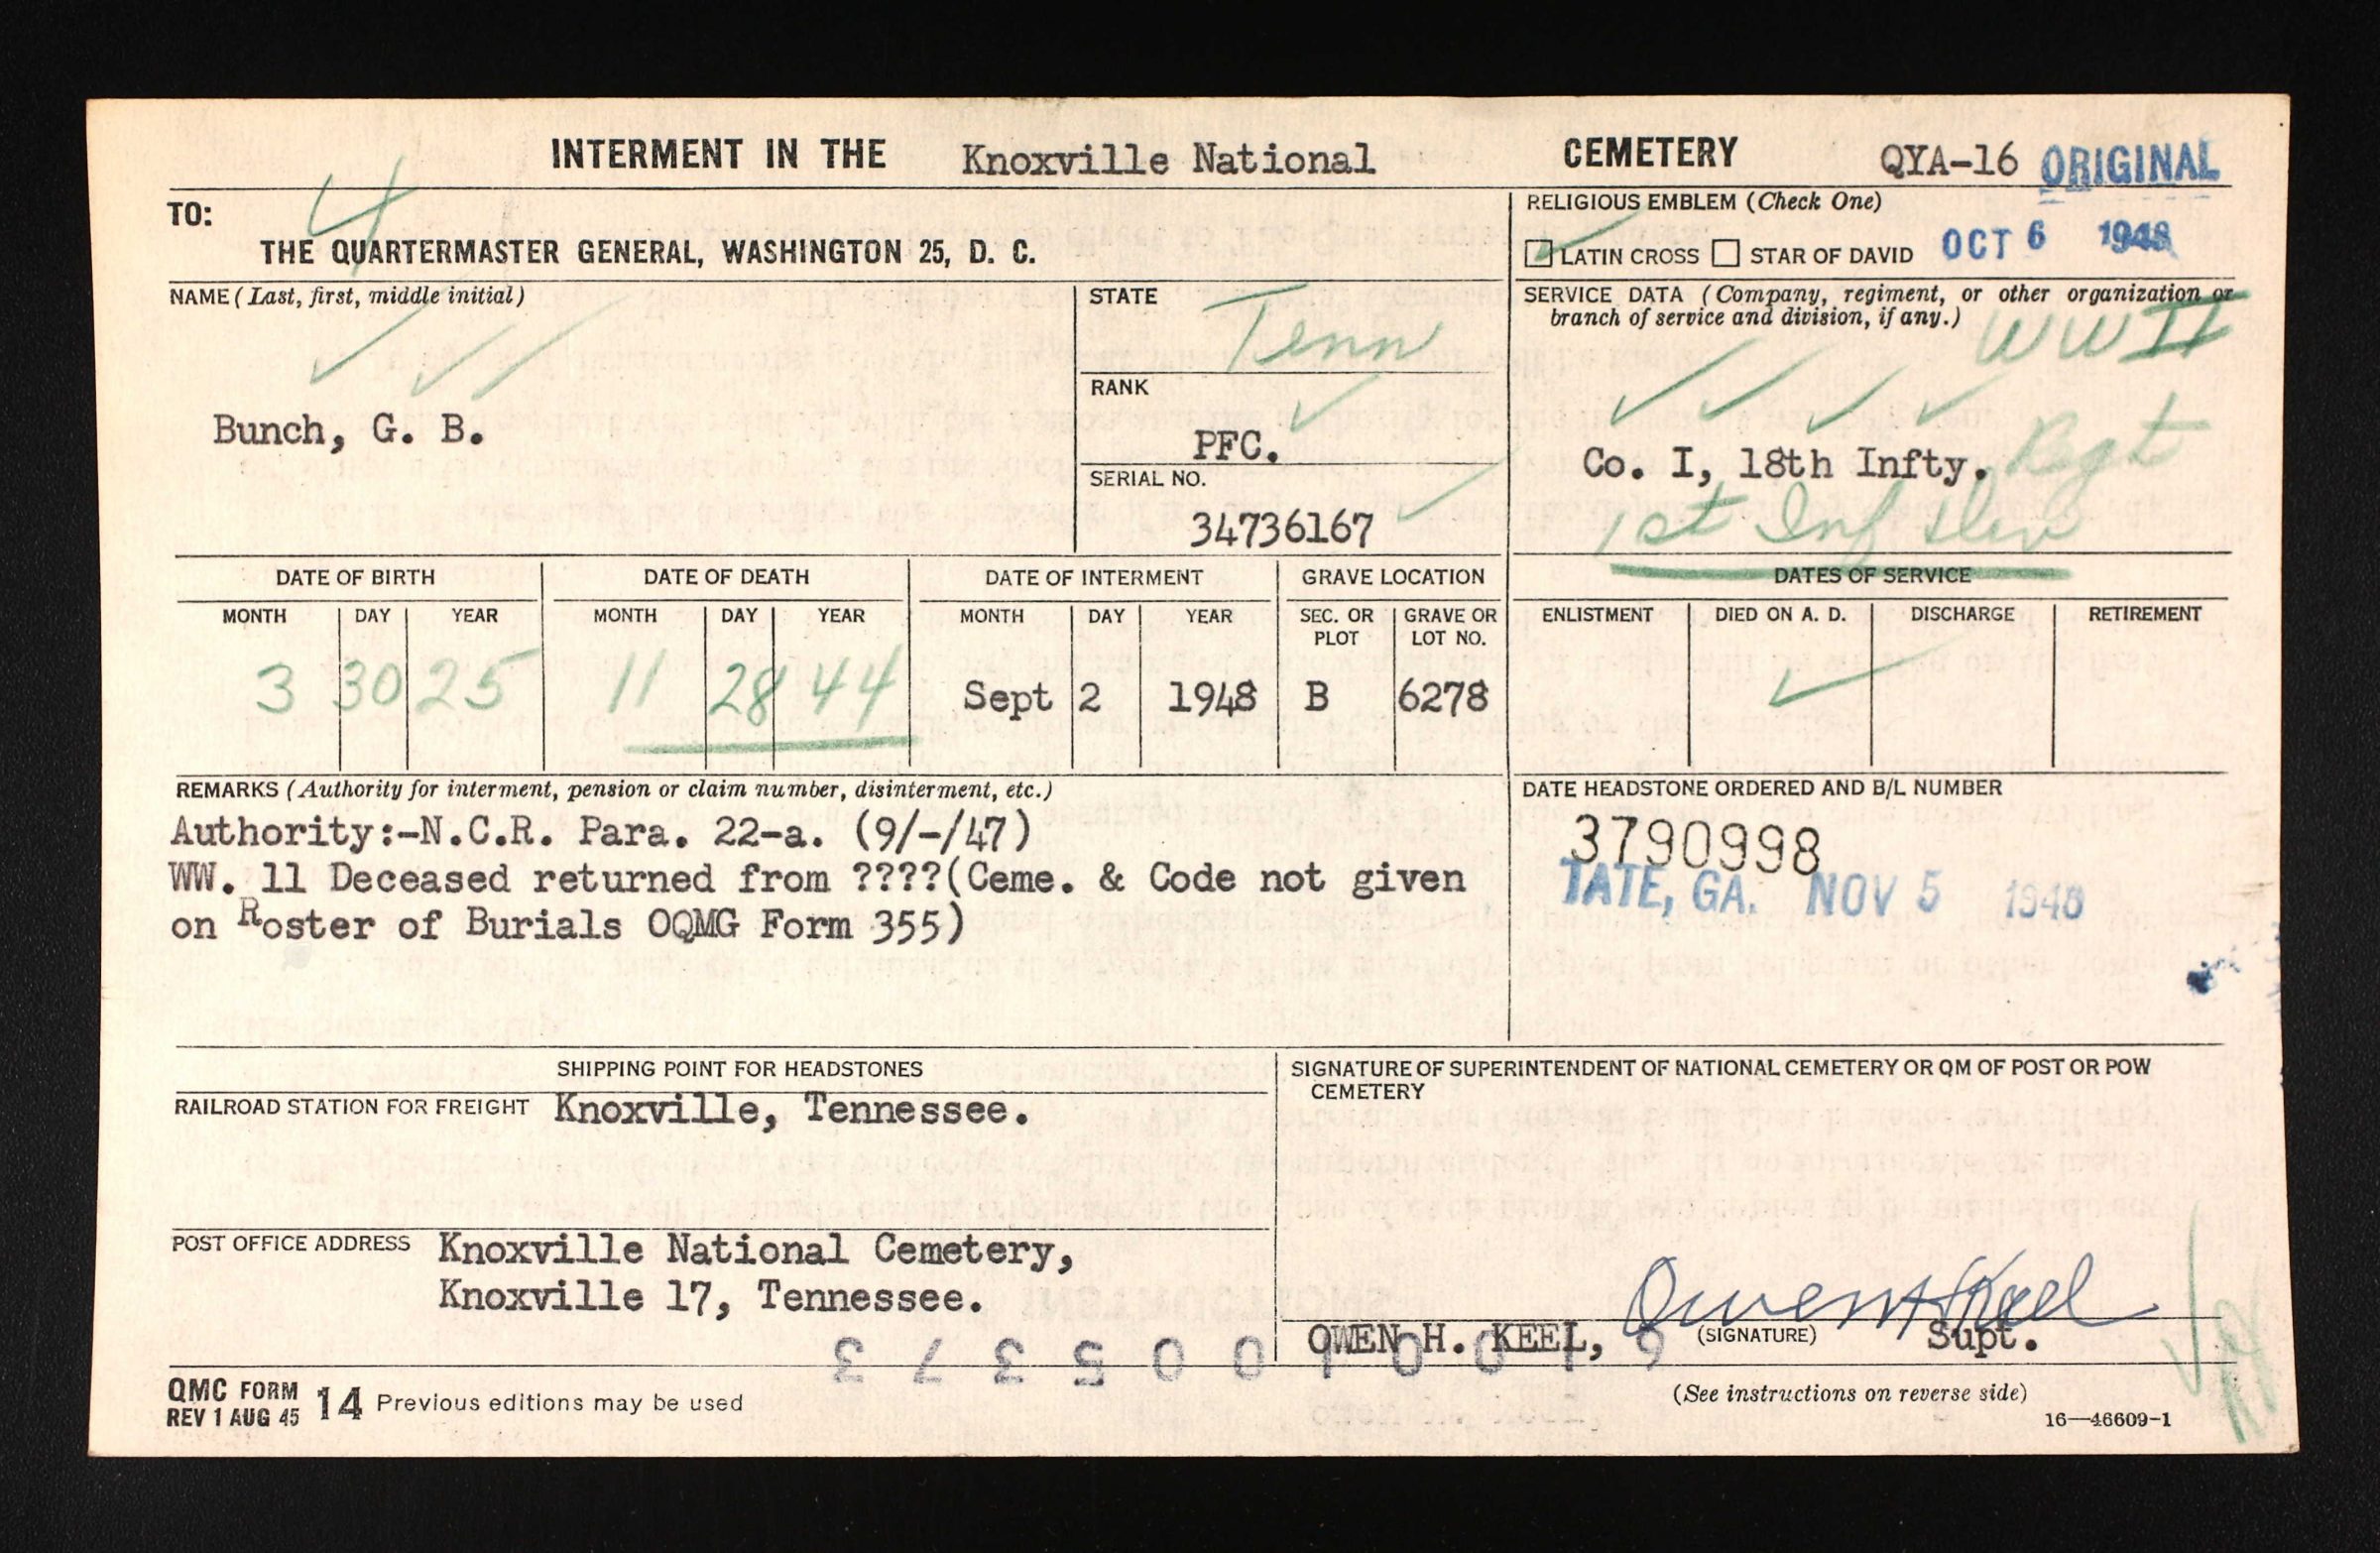 INTERMENT IN THE Knoxville National CEMETERY QYA-16 ORIGINAL
4
TO:
THE QUARTERMASTER GENERAL, WASHINGTON 25, D. C.
RELIGIOUS EMBLEM (Check One)
LATIN CROSS STAR OF DAVID OCT 6 1948
NAME (Last, first, middle initial)
Bunch, G. B.
STATE
Tenn
RANK
PFC.
SERIAL NO.
34736167
SERVICE DATA (Company, regiment, or other organization or
branch of service and division, if any.)
WW II
Co. I, 18th Infty. Regt
1st Inf Div
DATE OF BIRTH DATE OF DEATH DATE OF INTERMENT GRAVE LOCATION DATES OF SERVICE
MONTH DAY YEAR MONTH DAY YEAR MONTH DAY YEAR SEC. OR PLOT GRAVE OR LOT NO. ENLISTMENT DIED ON A. D. DISCHARGE RETIREMENT
3 30 25 11 28 44 Sept 2 1948 B 6278
REMARKS (Authority for interment, pension or claim number, disinterment, etc.)
Authority:-N.C.R. Para. 22-a. (9/-/47)
WW. 11 Deceased returned from ????(Ceme. & Code not given
on Roster of Burials OQMG Form 355)
DATE HEADSTONE ORDERED AND B/L NUMBER
3790998
TATE, GA. NOV 5 1948
SHIPPING POINT FOR HEADSTONES
RAILROAD STATION FOR FREIGHT Knoxville, Tennessee.
POST OFFICE ADDRESS Knoxville National Cemetery,
Knoxville 17, Tennessee.
SIGNATURE OF SUPERINTENDENT OF NATIONAL CEMETERY OR QM OF POST OR POW
CEMETERY
Owen H Keel
OWEN H. KEEL, (SIGNATURE) Supt.
QMC FORM
REV 1 AUG 45 14 Previous editions may be used
(See instructions on reverse side)
16—46609-1